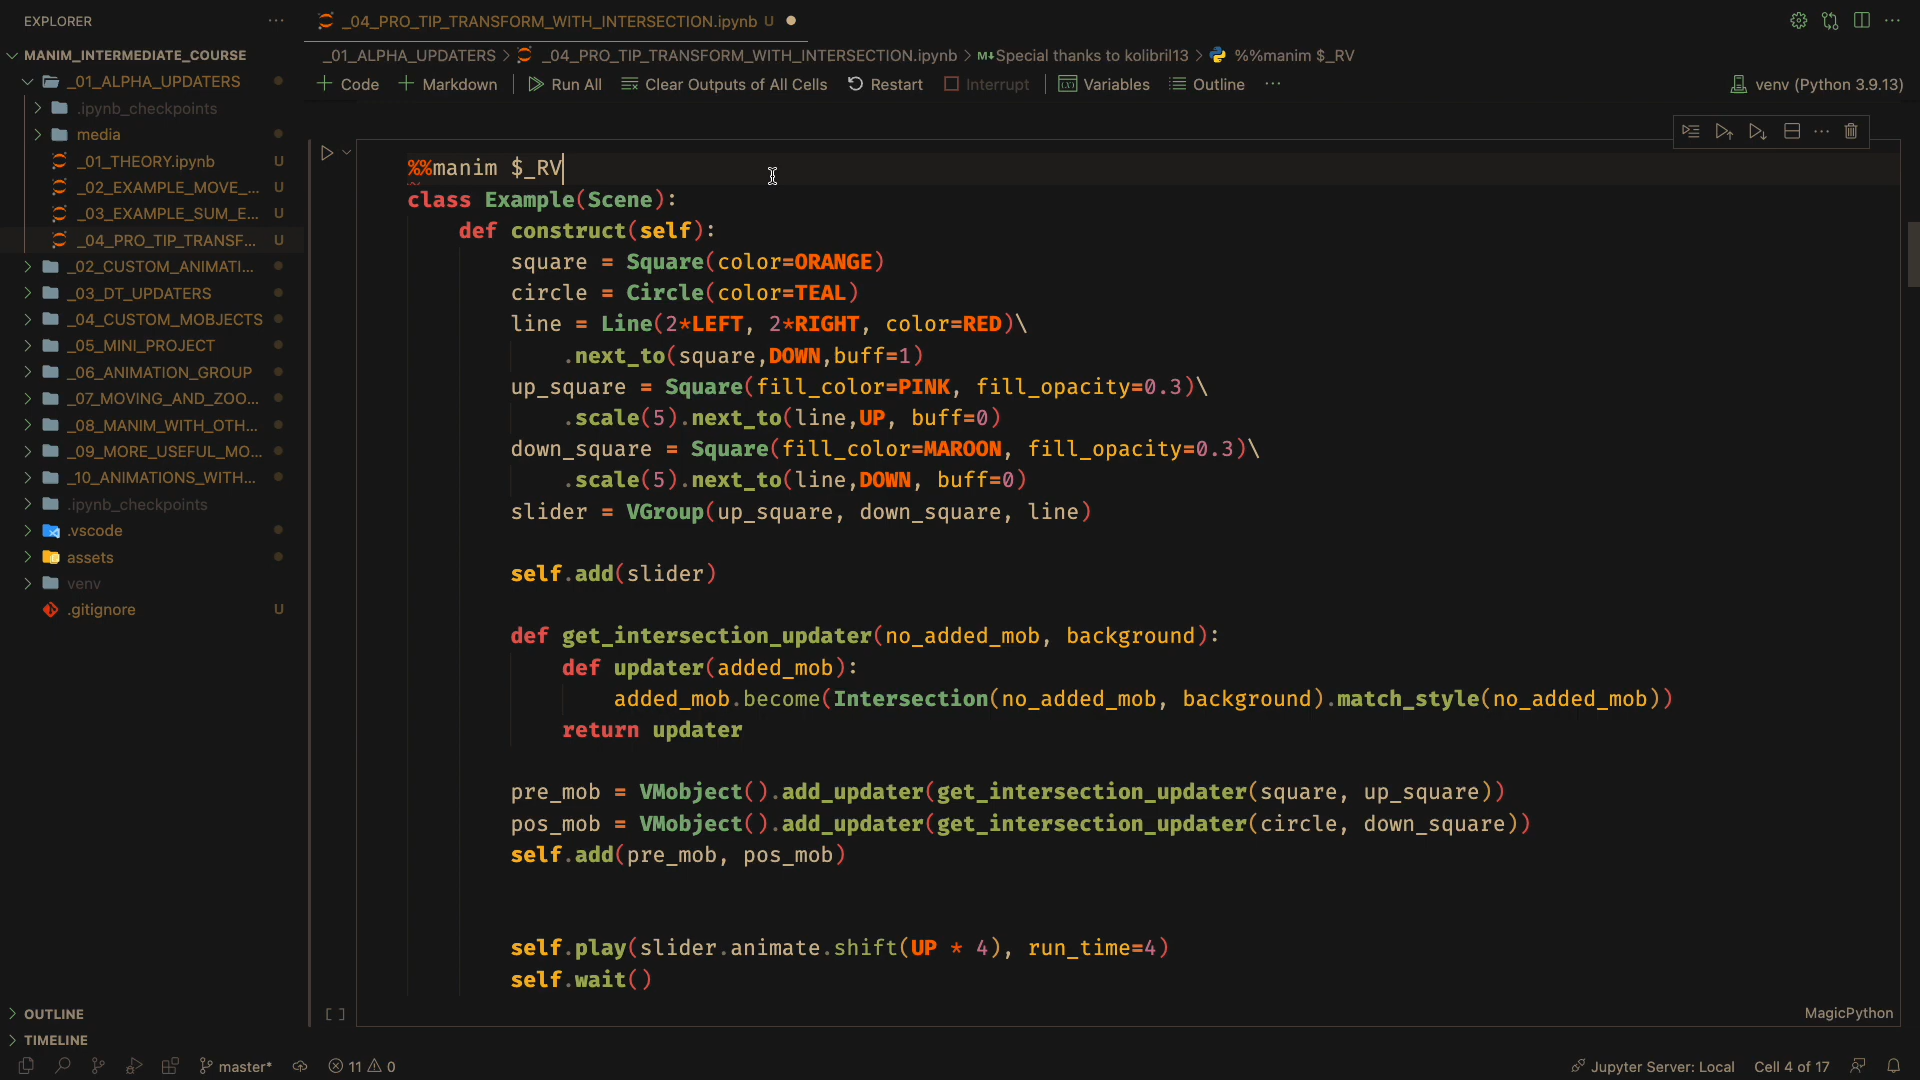 EXPLORER
_04_PRO_TIP_TRANSFORM_WITH_INTERSECTION.ipynb U
MANIM_INTERMEDIATE_COURSE
_01_ALPHA_UPDATERS > _04_PRO_TIP_TRANSFORM_WITH_INTERSECTION.ipynb > M↓Special thanks to kolibril13 > %%manim $_RV
_01_ALPHA_UPDATERS
+ Code + Markdown Run All Clear Outputs of All Cells Restart Interrupt Variables Outline ··· venv (Python 3.9.13)
.ipynb_checkpoints
media
_01_THEORY.ipynb U
_02_EXAMPLE_MOVE_... U
_03_EXAMPLE_SUM_E... U
_04_PRO_TIP_TRANSF... U
_02_CUSTOM_ANIMATI...
_03_DT_UPDATERS
_04_CUSTOM_MOBJECTS
_05_MINI_PROJECT
_06_ANIMATION_GROUP
_07_MOVING_AND_ZOO...
_08_MANIM_WITH_OTH...
_09_MORE_USEFUL_MO...
_10_ANIMATIONS_WITH...
.ipynb_checkpoints
.vscode
assets
venv
.gitignore U
%%manim $_RV
class Example(Scene):
    def construct(self):
        square = Square(color=ORANGE)
        circle = Circle(color=TEAL)
        line = Line(2*LEFT, 2*RIGHT, color=RED)\
            .next_to(square,DOWN,buff=1)
        up_square = Square(fill_color=PINK, fill_opacity=0.3)\
            .scale(5).next_to(line,UP, buff=0)
        down_square = Square(fill_color=MAROON, fill_opacity=0.3)\
            .scale(5).next_to(line,DOWN, buff=0)
        slider = VGroup(up_square, down_square, line)
        self.add(slider)
        def get_intersection_updater(no_added_mob, background):
            def updater(added_mob):
                added_mob.become(Intersection(no_added_mob, background).match_style(no_added_mob))
            return updater
        pre_mob = VMobject().add_updater(get_intersection_updater(square, up_square))
        pos_mob = VMobject().add_updater(get_intersection_updater(circle, down_square))
        self.add(pre_mob, pos_mob)
        self.play(slider.animate.shift(UP * 4), run_time=4)
        self.wait()
[ ]
MagicPython
OUTLINE
TIMELINE
master* 11 0 Jupyter Server: Local Cell 4 of 17